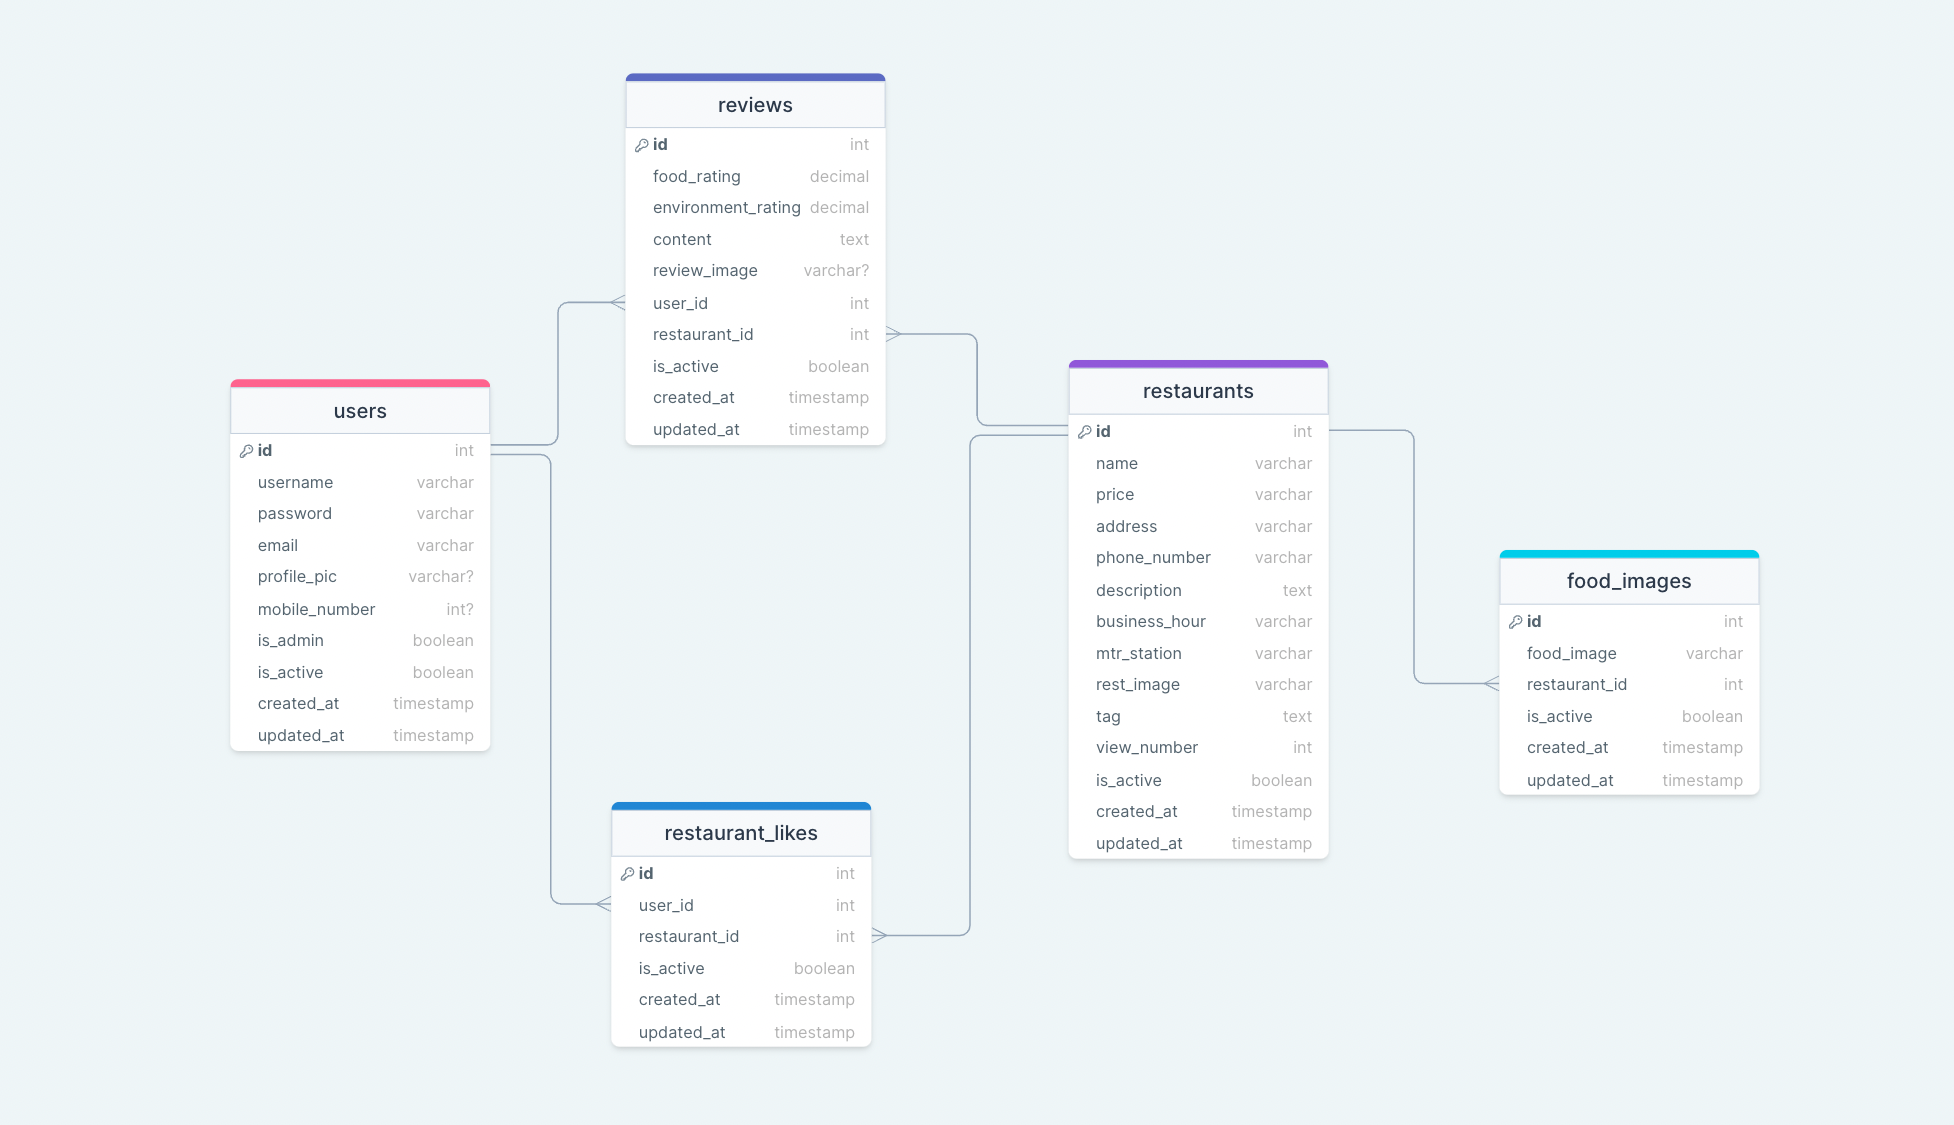 reviews
id int
food_rating decimal
environment_rating decimal
content text
review_image varchar?
user_id int
restaurant_id int
is_active boolean
created_at timestamp
updated_at timestamp
users
id int
username varchar
password varchar
email varchar
profile_pic varchar?
mobile_number int?
is_admin boolean
is_active boolean
created_at timestamp
updated_at timestamp
restaurants
id int
name varchar
price varchar
address varchar
phone_number varchar
description text
business_hour varchar
mtr_station varchar
rest_image varchar
tag text
view_number int
is_active boolean
created_at timestamp
updated_at timestamp
food_images
id int
food_image varchar
restaurant_id int
is_active boolean
created_at timestamp
updated_at timestamp
restaurant_likes
id int
user_id int
restaurant_id int
is_active boolean
created_at timestamp
updated_at timestamp